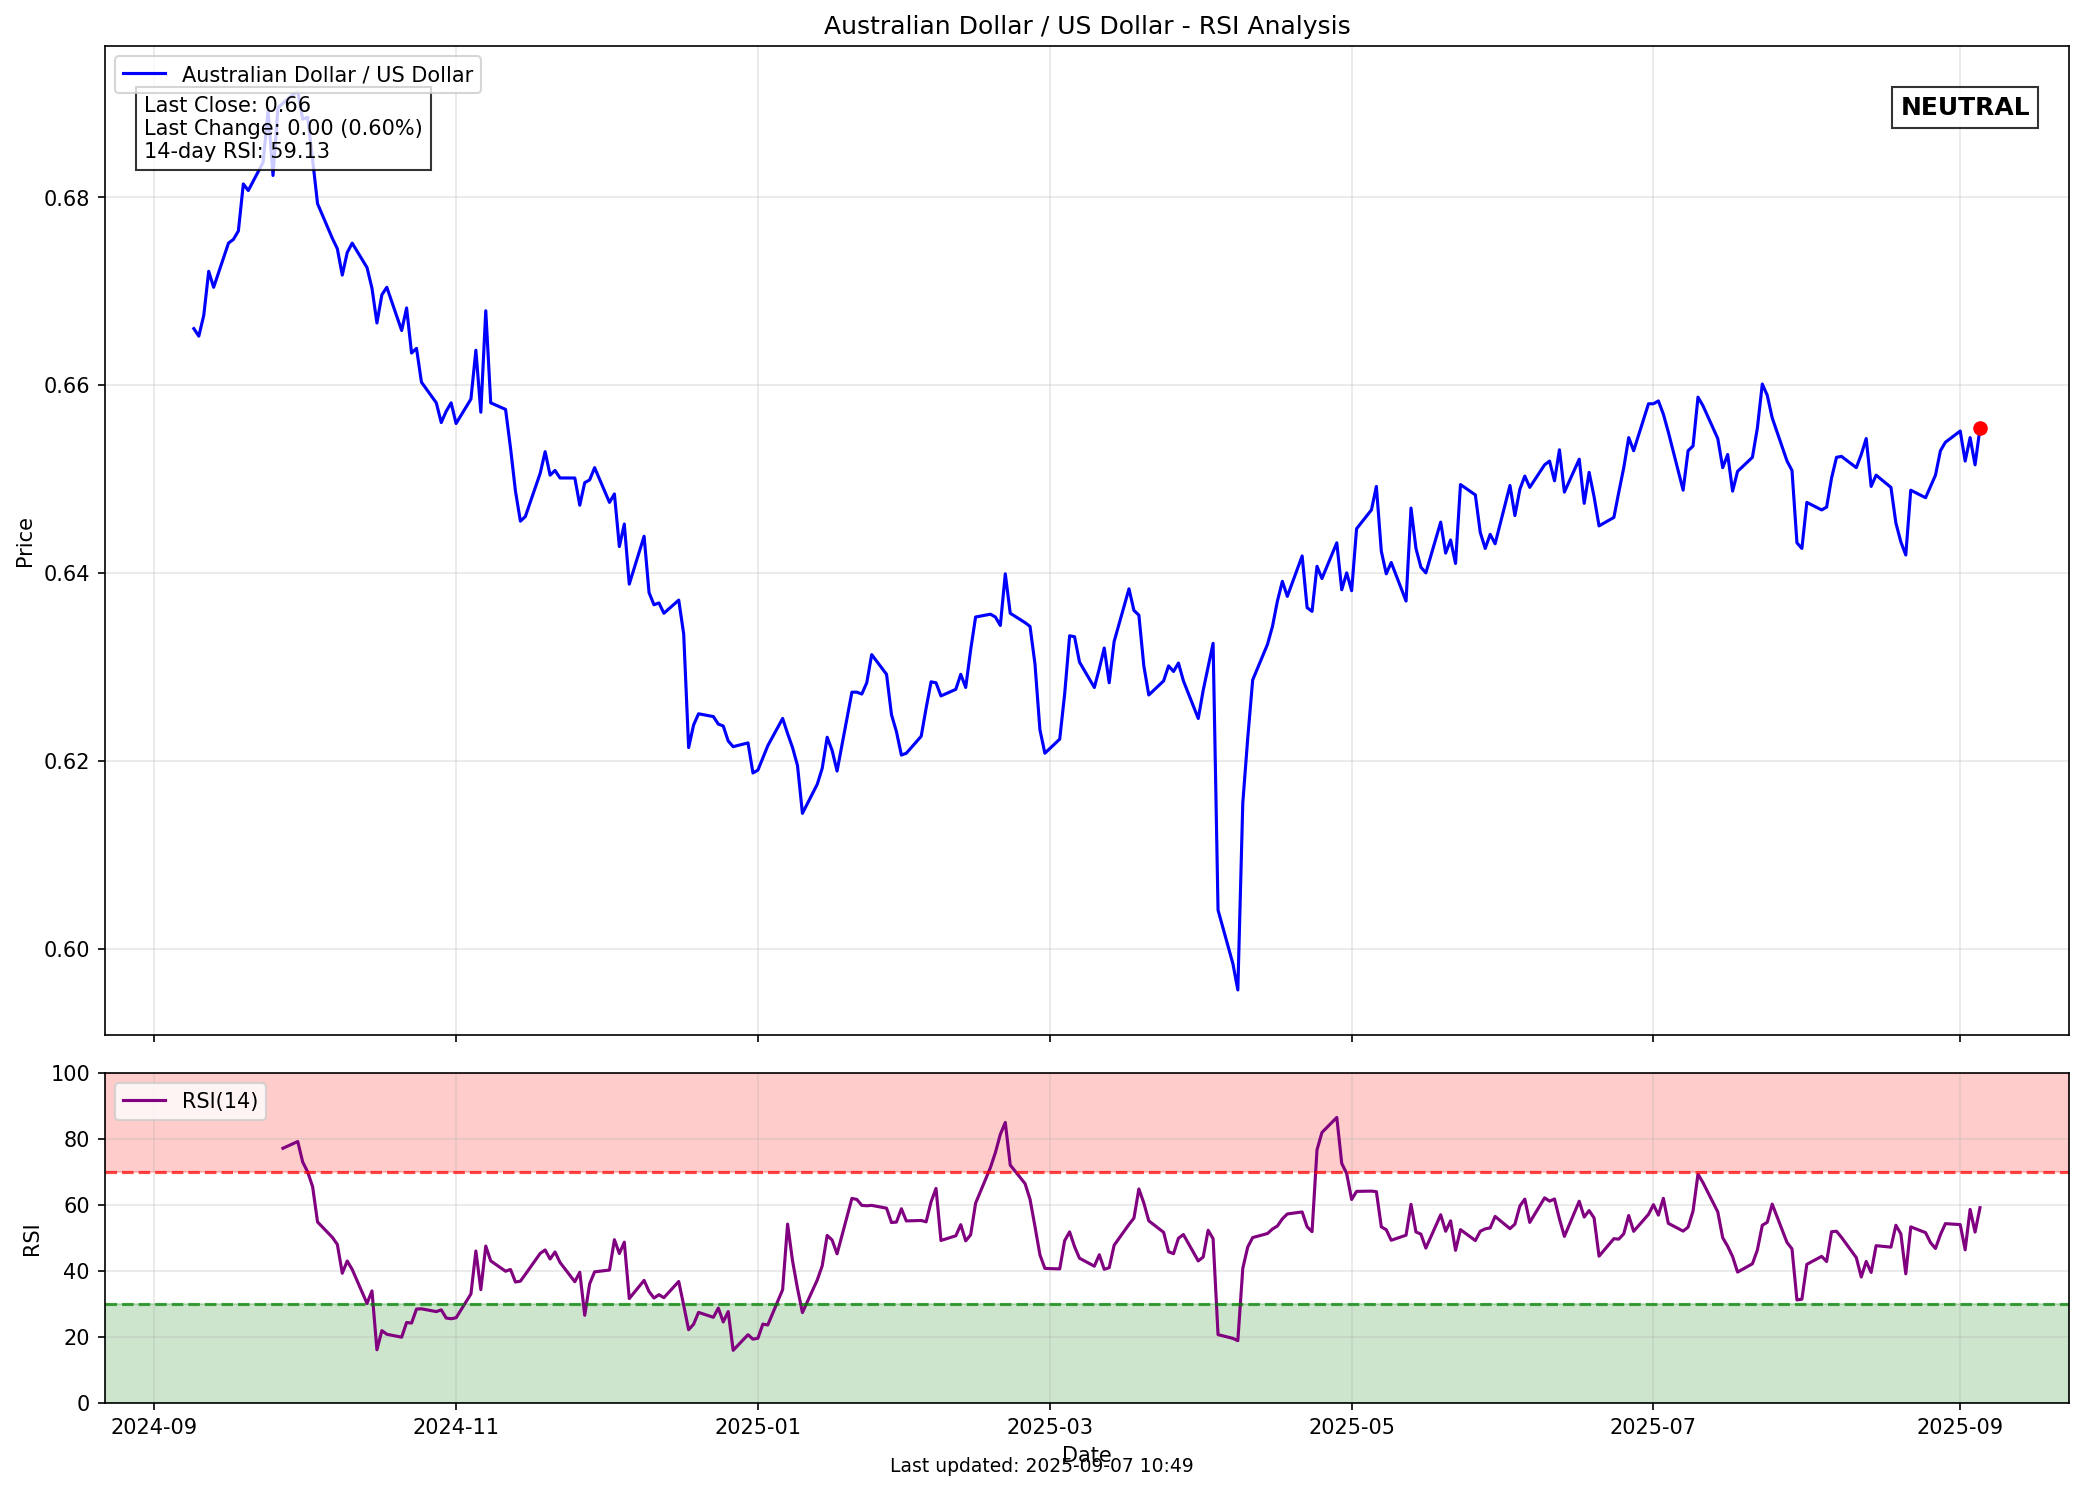 Australian Dollar / US Dollar - RSI Analysis
Australian Dollar / US Dollar
Last Close: 0.66
Last Change: 0.00 (0.60%)
14-day RSI: 59.13
NEUTRAL
0.68
0.66
0.64
0.62
0.60
Price
100
80
60
40
20
0
RSI
RSI(14)
2024-09
2024-11
2025-01
2025-03
2025-05
2025-07
2025-09
Date
Last updated: 2025-09-07 10:49